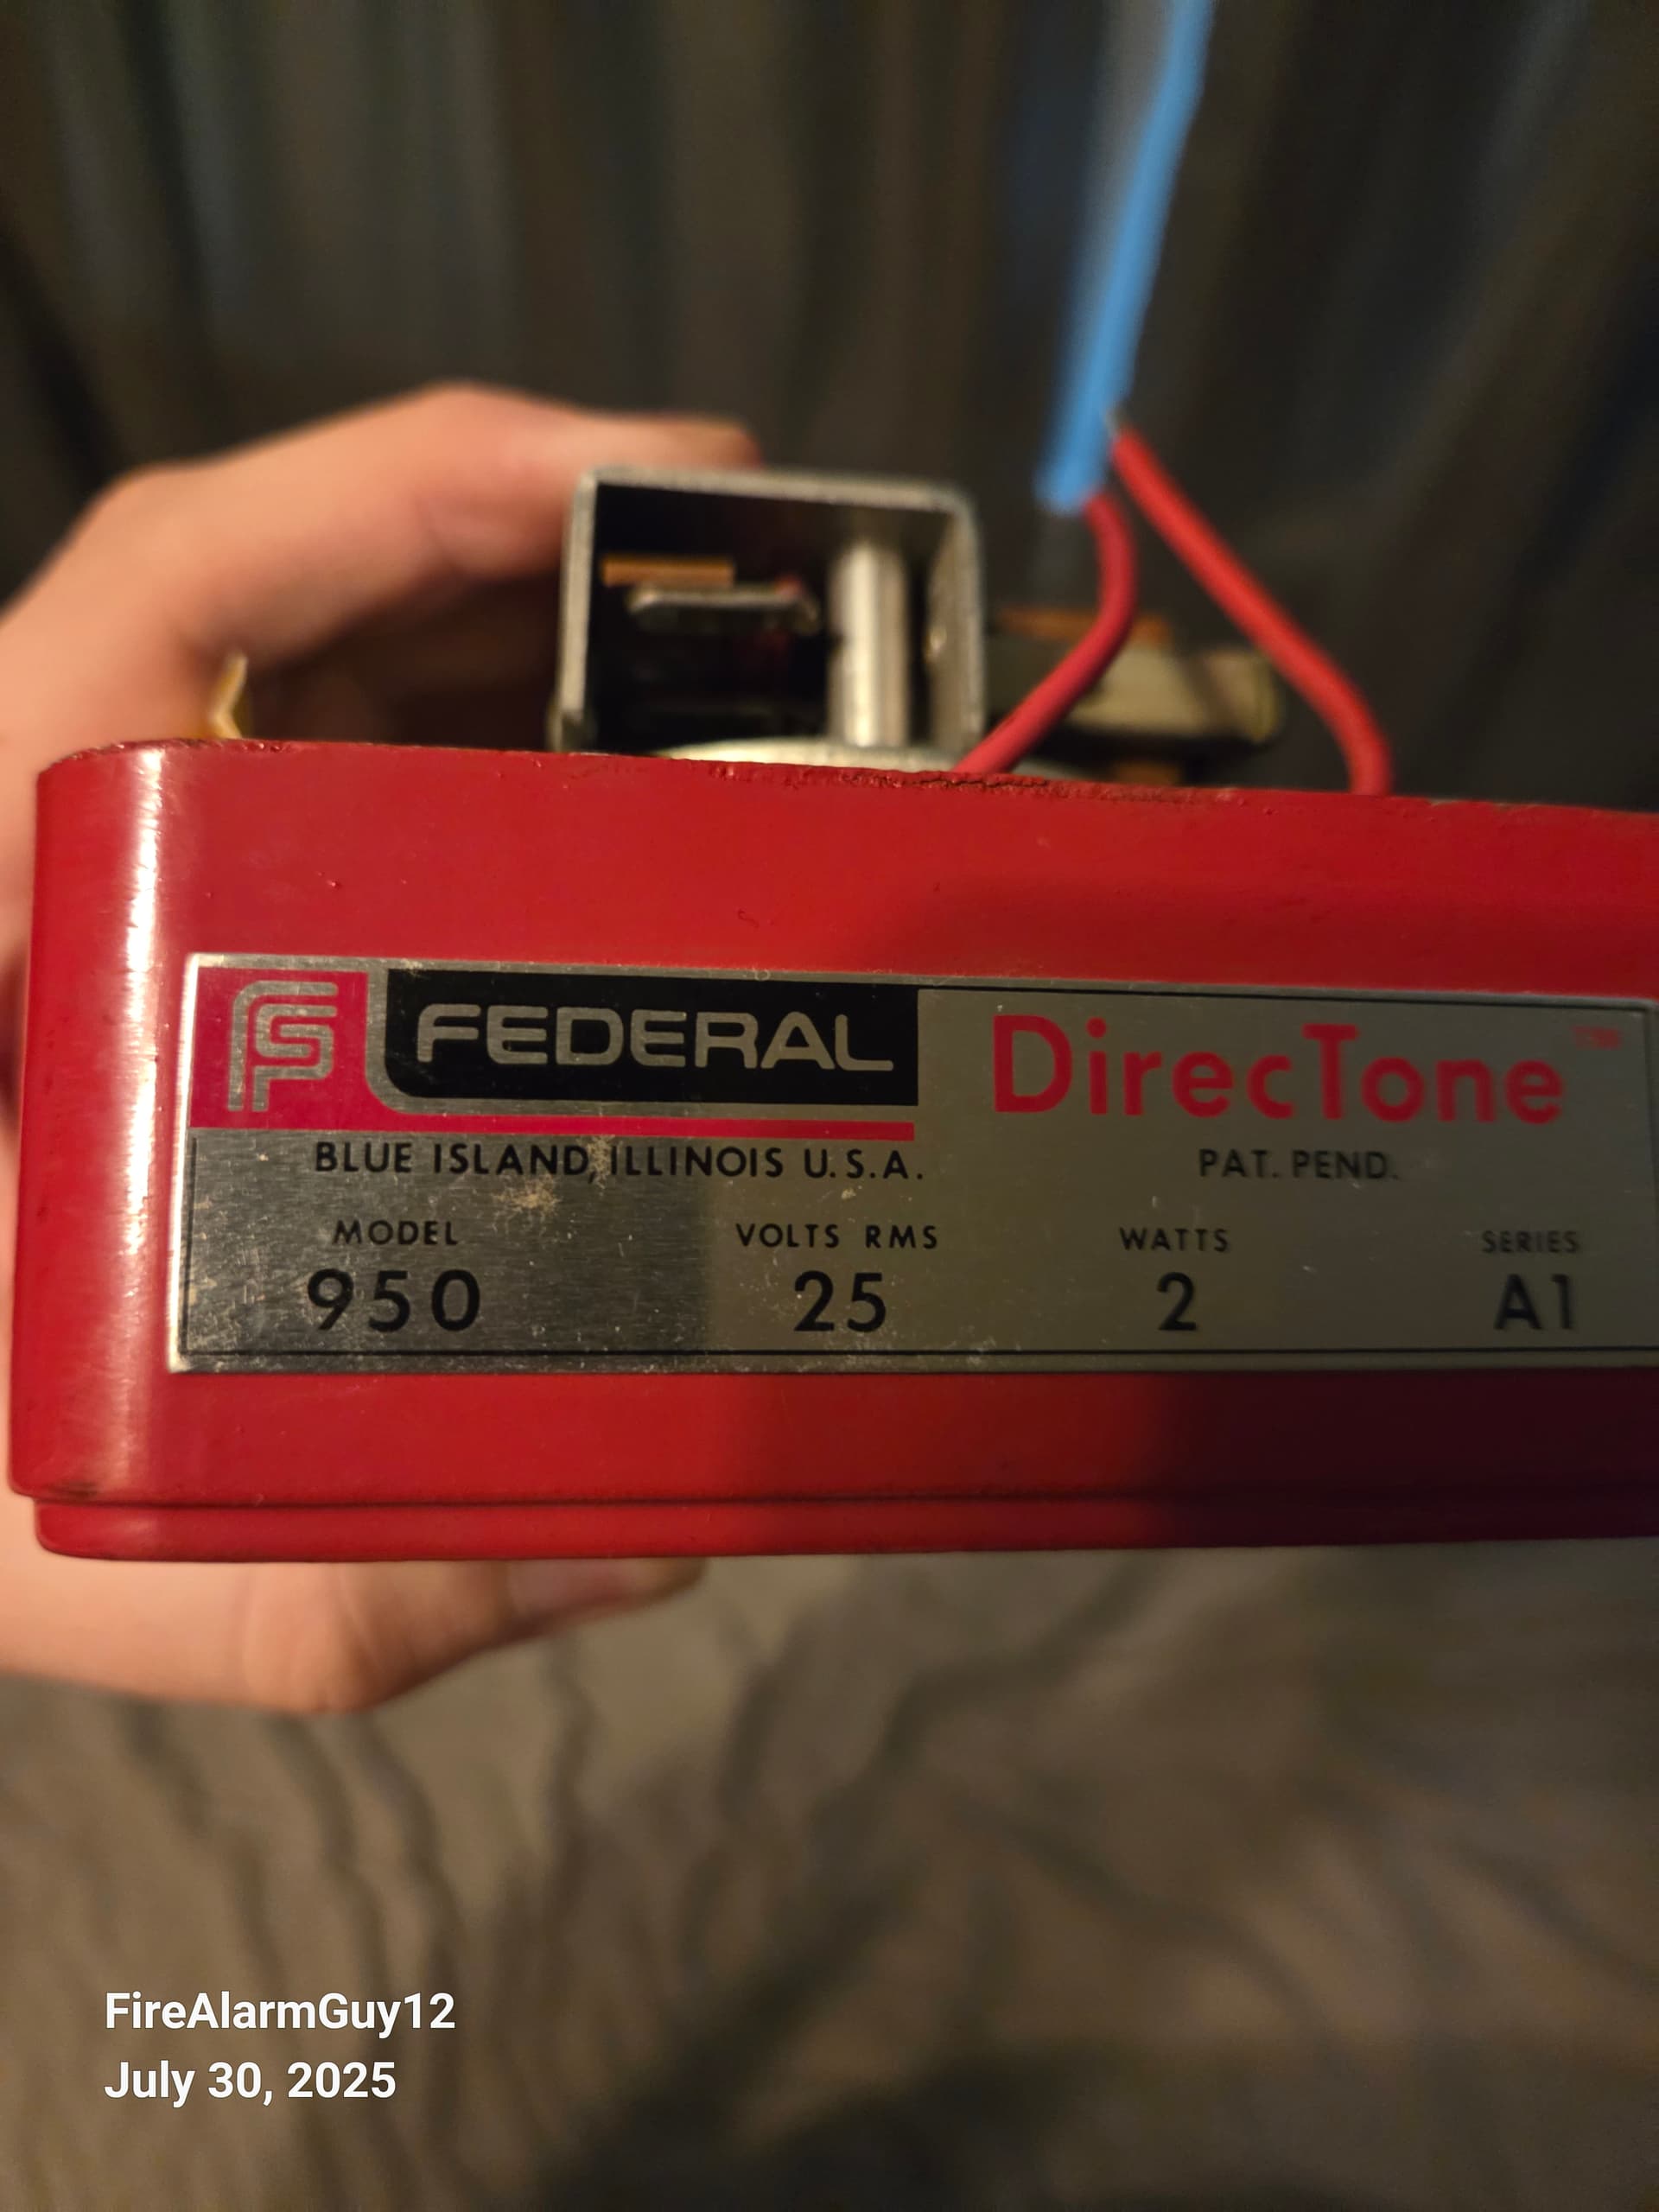 FS FEDERAL DirecTone™
BLUE ISLAND, ILLINOIS U.S.A. PAT. PEND.
MODEL VOLTS RMS WATTS SERIES
950 25 2 A1
FireAlarmGuy12
July 30, 2025